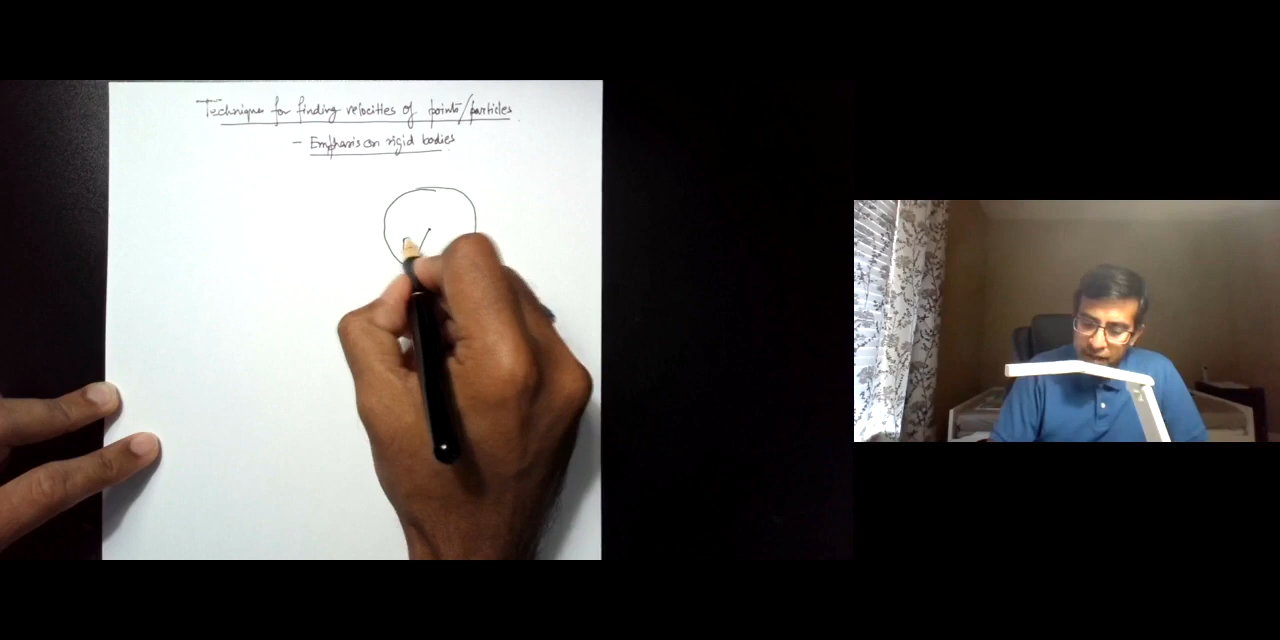 Technique for finding velocities of points/particles
- Emphasis on rigid bodies